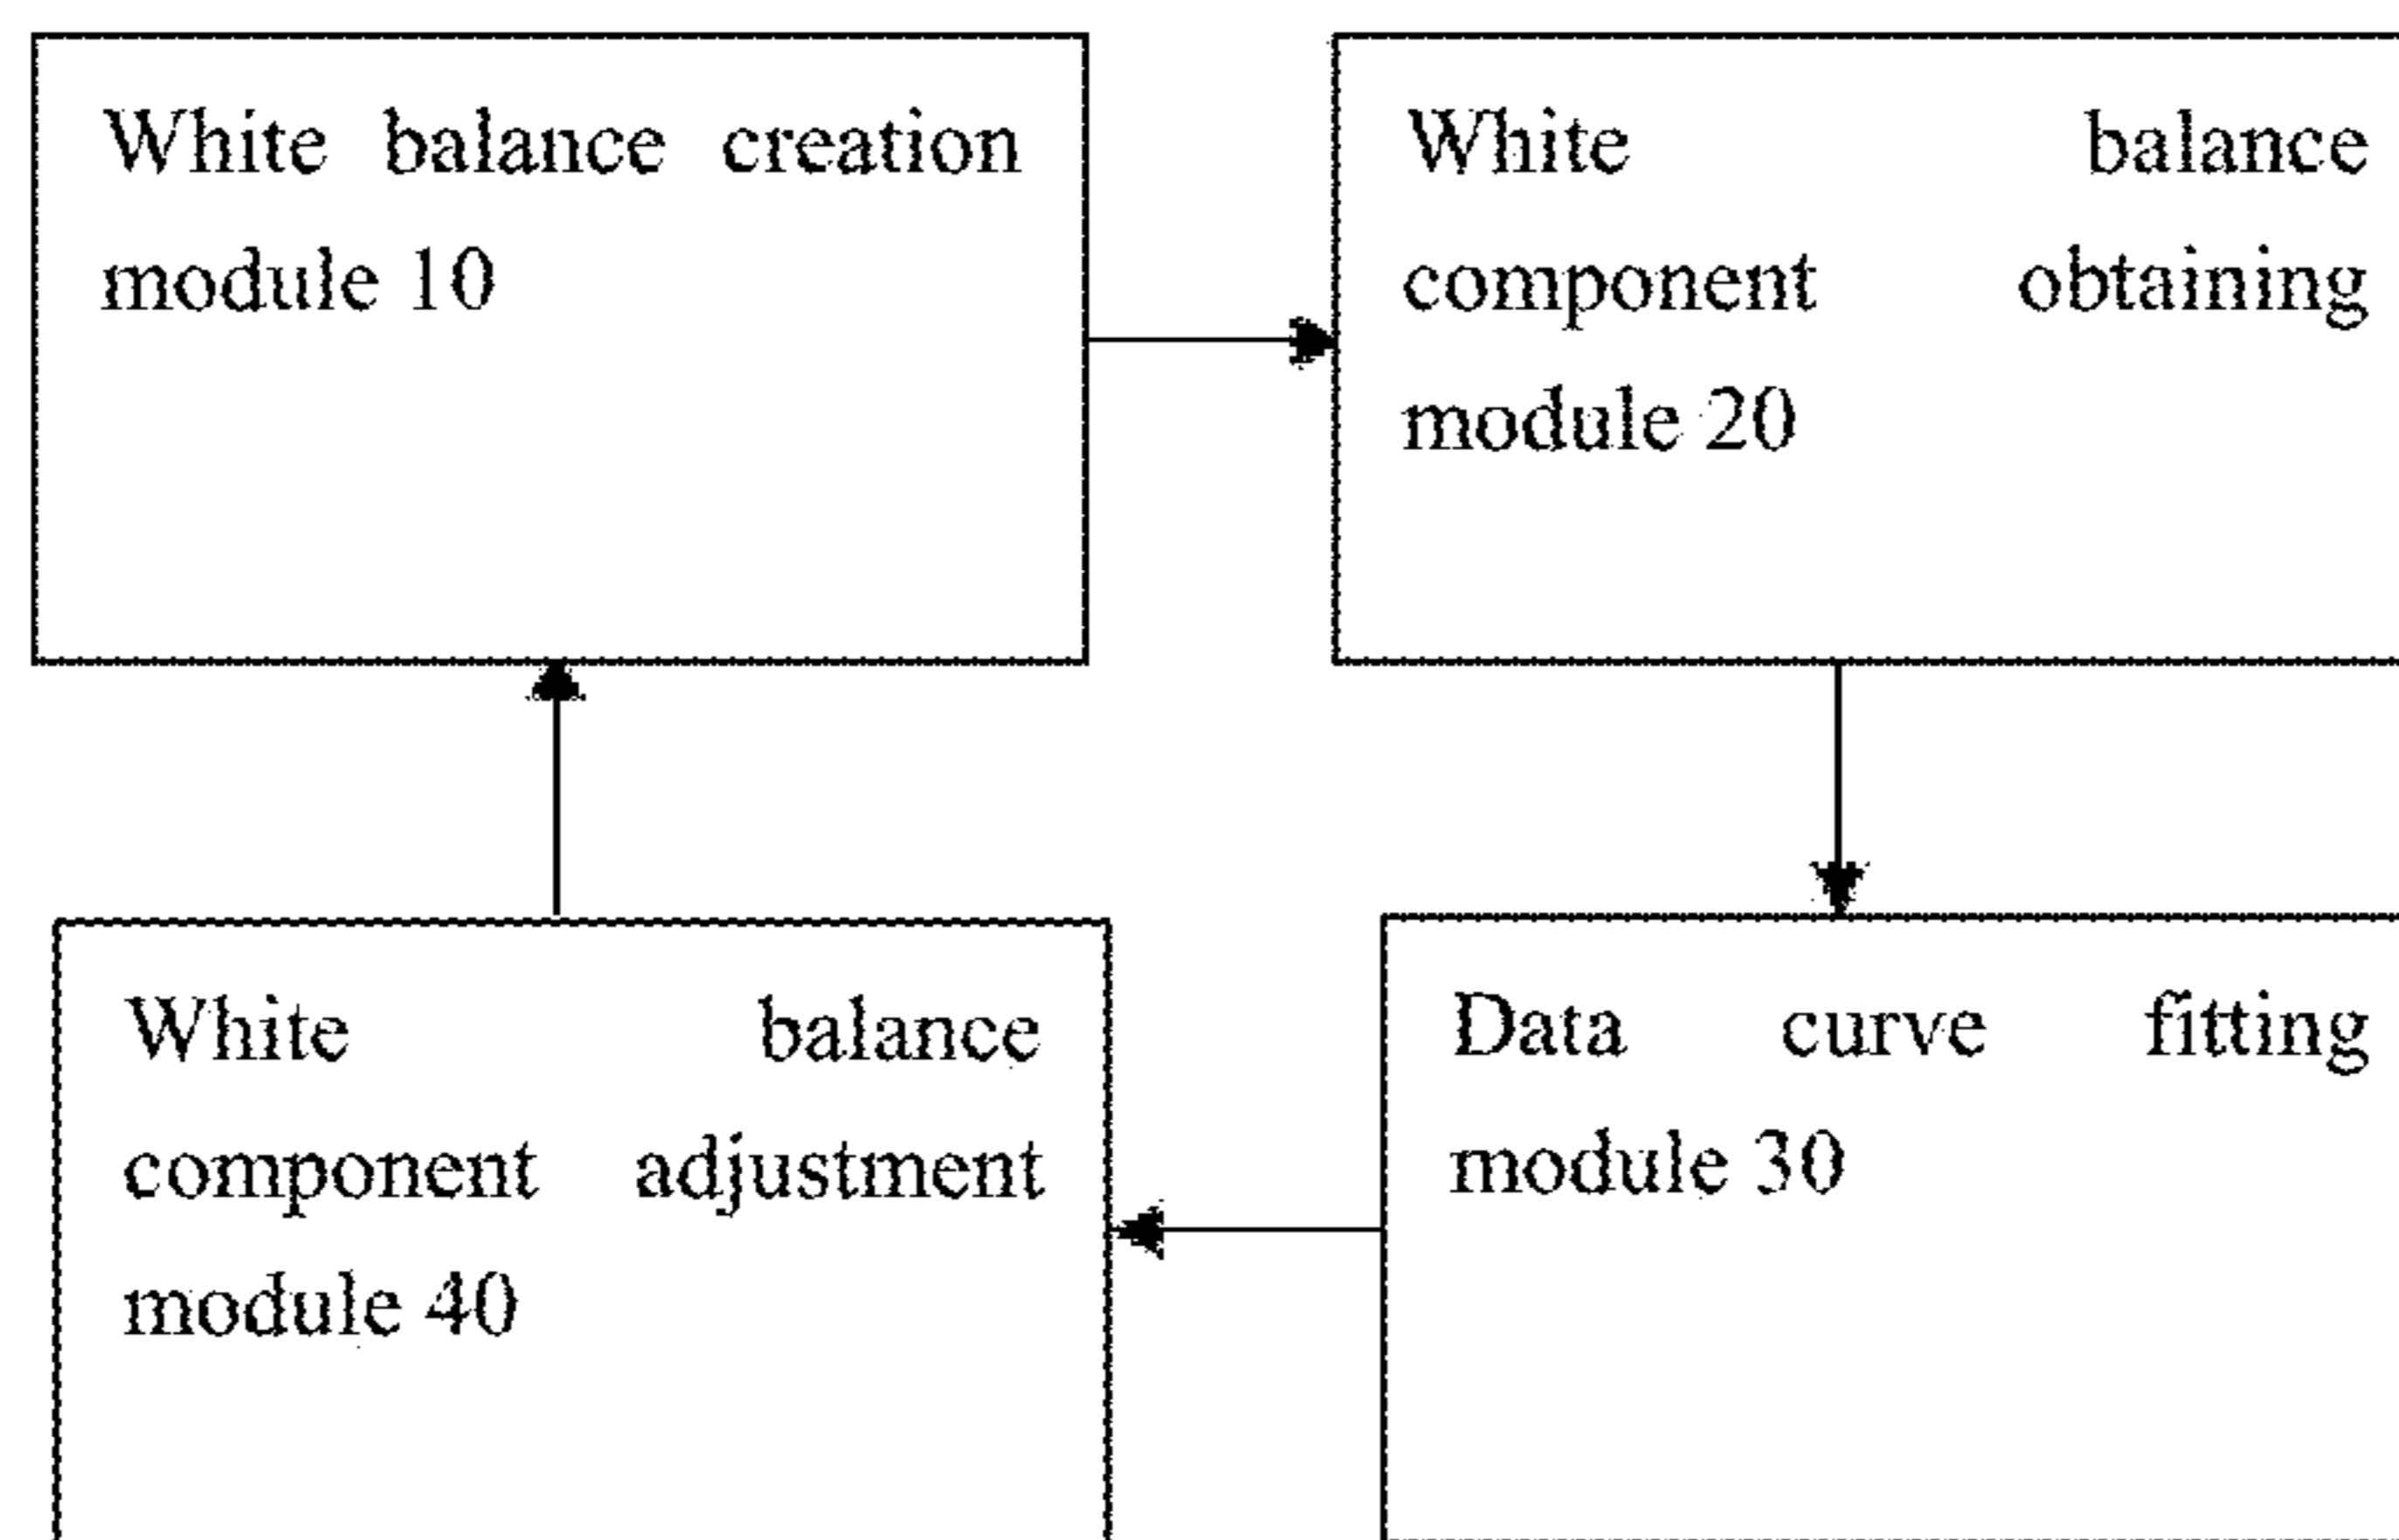 White balance creation
module 10
White balance
component obtaining
module 20
White balance
component adjustment
module 40
Data curve fitting
module 30